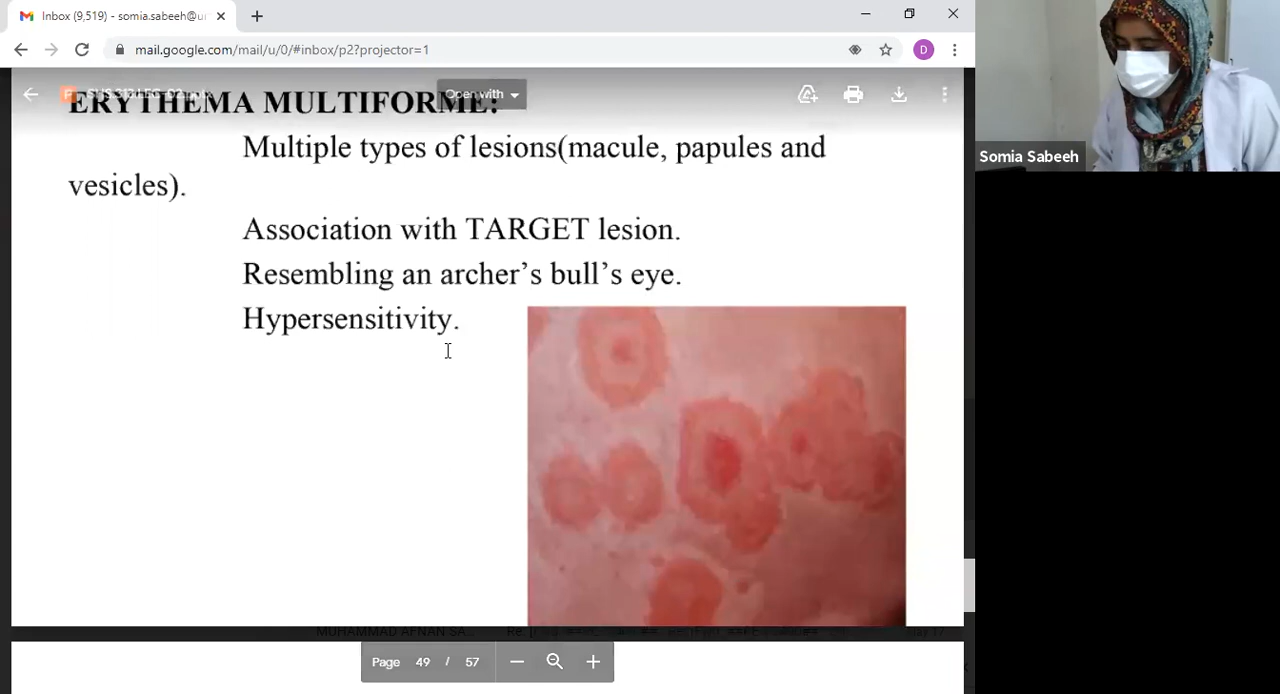 Inbox (9,519) - somia.sabeeh@u
mail.google.com/mail/u/0/#inbox/p2?projector=1
D
Open with
ERYTHEMA MULTIFORME:
Multiple types of lesions(macule, papules and
vesicles).
Association with TARGET lesion.
Resembling an archer’s bull’s eye.
Hypersensitivity.
Somia Sabeeh
Page 49 / 57